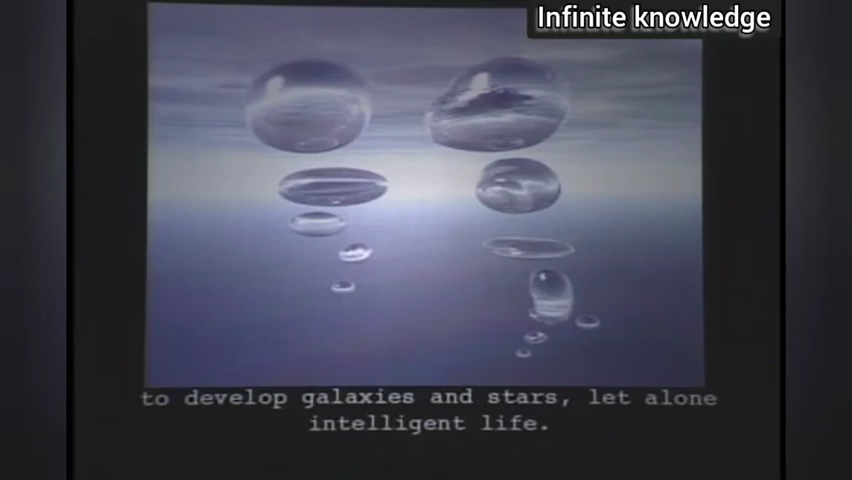 Infinite knowledge
to develop galaxies and stars, let alone
intelligent life.